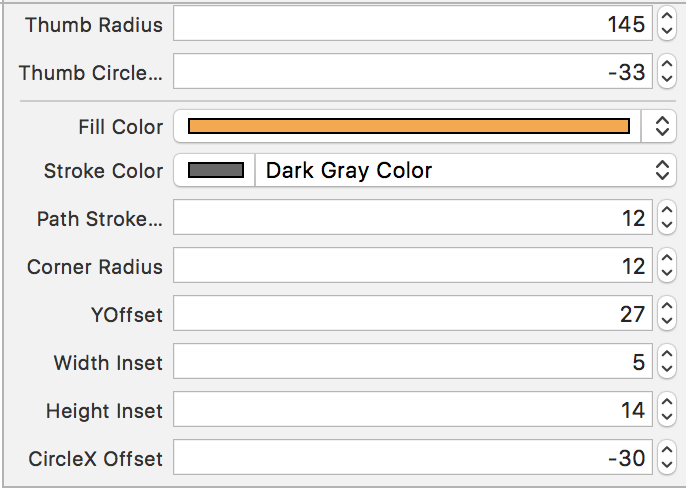 Thumb Radius 145
Thumb Circle... -33
Fill Color
Stroke Color Dark Gray Color
Path Stroke... 12
Corner Radius 12
YOffset 27
Width Inset 5
Height Inset 14
CircleX Offset -30